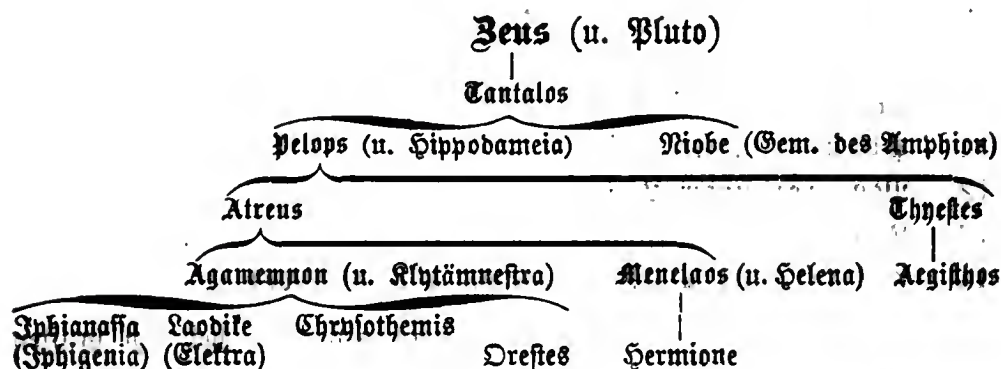 Zeus (u. Pluto)
Tantalos
Pelops (u. Hippodameia) Niobe (Gem. des Amphion)
Atreus Thyestes
Agamemnon (u. Klytämnestra) Menelaos (u. Helena) Aegisthos
Iphianassa Laodike Chrysothemis
(Iphigenia) (Elektra) Orestes Hermione